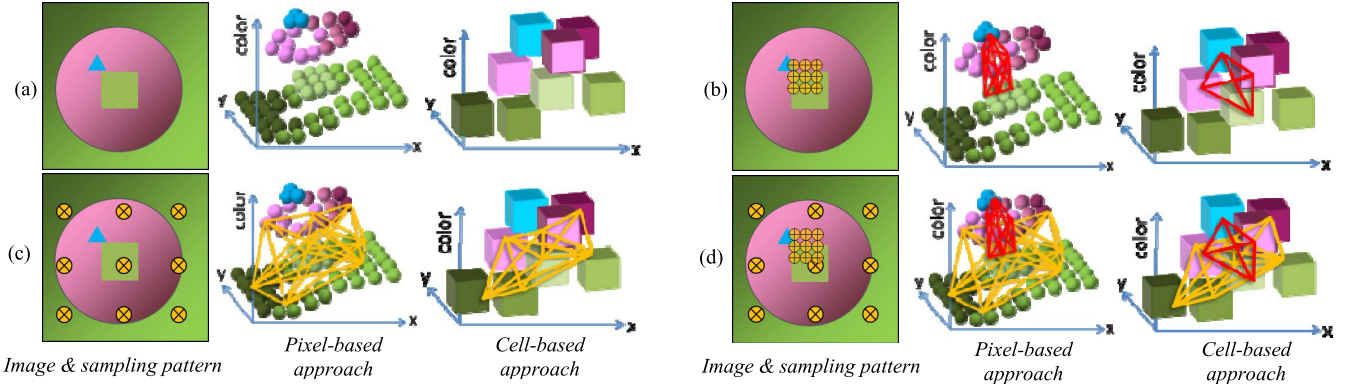 (a)
color
Y
X
color
Y
X
(b)
color
Y
X
color
Y
X
(c)
color
Y
X
color
Y
X
(d)
color
Y
X
color
Y
X
Image & sampling pattern
Pixel-based
approach
Cell-based
approach
Image & sampling pattern
Pixel-based
approach
Cell-based
approach